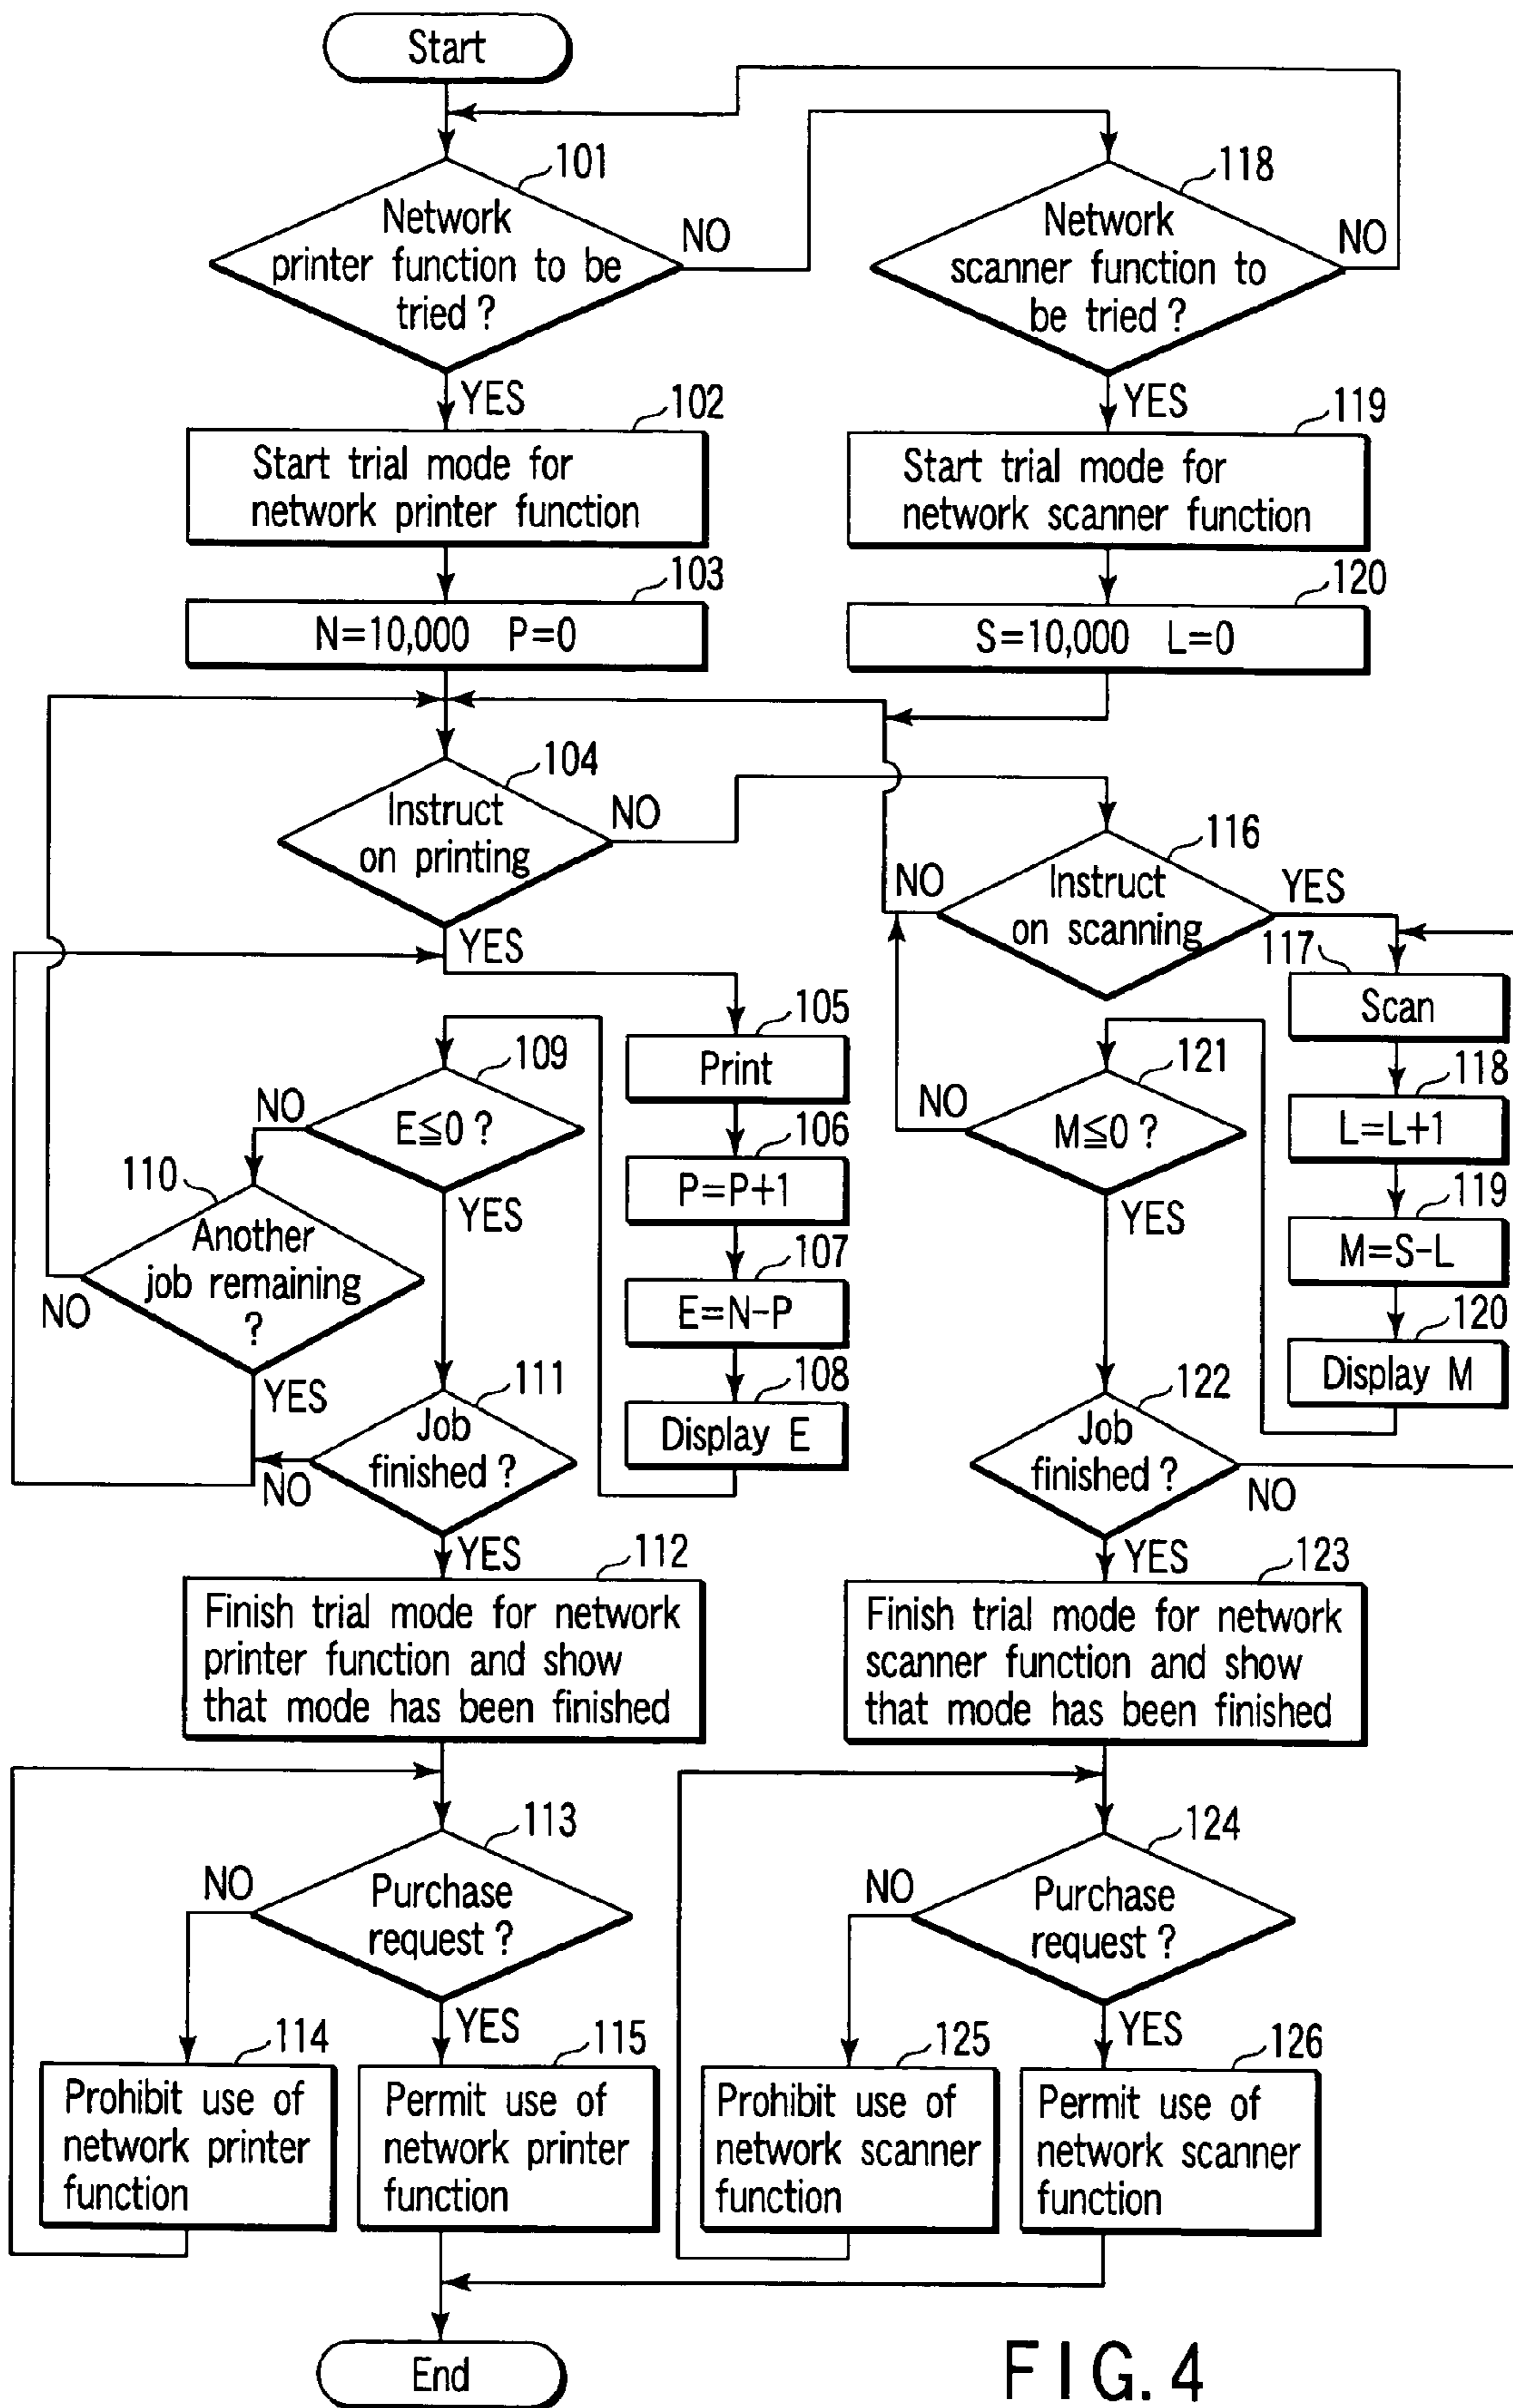 Start
101
Network
printer function to be
tried ?
NO
118
Network
scanner function to
be tried ?
NO
YES
102
Start trial mode for
network printer function
YES
119
Start trial mode for
network scanner function
103
N=10,000 P=0
120
S=10,000 L=0
104
Instruct
on printing
NO
YES
116
Instruct
on scanning
NO
YES
117
Scan
118
L=L+1
119
M=S-L
120
Display M
105
Print
106
P=P+1
107
E=N-P
108
Display E
109
E≦0 ?
NO
YES
110
Another
job remaining
?
NO
YES
111
Job
finished ?
NO
YES
121
M≦0 ?
NO
YES
122
Job
finished ?
NO
YES
112
Finish trial mode for network
printer function and show
that mode has been finished
123
Finish trial mode for network
scanner function and show
that mode has been finished
113
Purchase
request ?
NO
YES
124
Purchase
request ?
NO
YES
114
Prohibit use of
network printer
function
115
Permit use of
network printer
function
125
Prohibit use of
network scanner
function
126
Permit use of
network scanner
function
End
FIG. 4